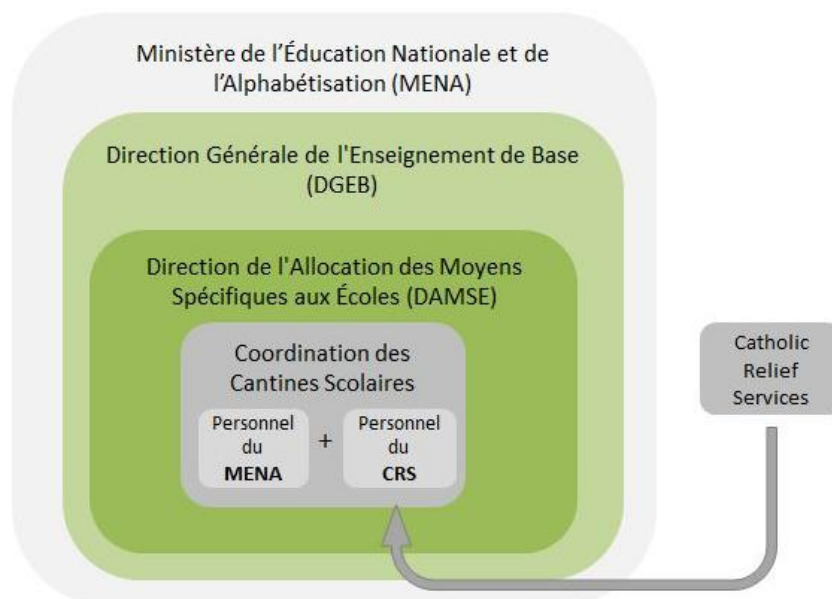 Ministère de l'Éducation Nationale et de
l'Alphabétisation (MENA)
Direction Générale de l'Enseignement de Base
(DGEB)
Direction de l'Allocation des Moyens
Spécifiques aux Écoles (DAMSE)
Coordination des
Cantines Scolaires
Personnel
du
MENA
+
Personnel
du
CRS
Catholic
Relief
Services